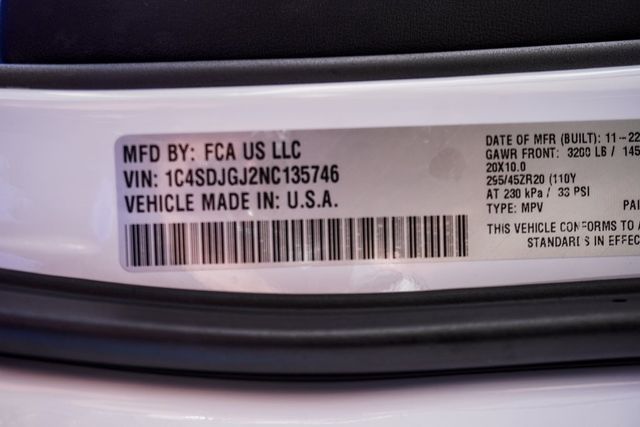 MFD BY: FCA US LLC
VIN: 1C4SDJGJ2NC135746
VEHICLE MADE IN: U.S.A.
DATE OF MFR (BUILT): 11-22
GAWR FRONT: 3200 LB / 145
20X10.0
295/45ZR20 (110Y
AT 230 kPa / 33 PSI
TYPE: MPV PAI
THIS VEHICLE CONFORMS TO A
STANDARDS IN EFFEC